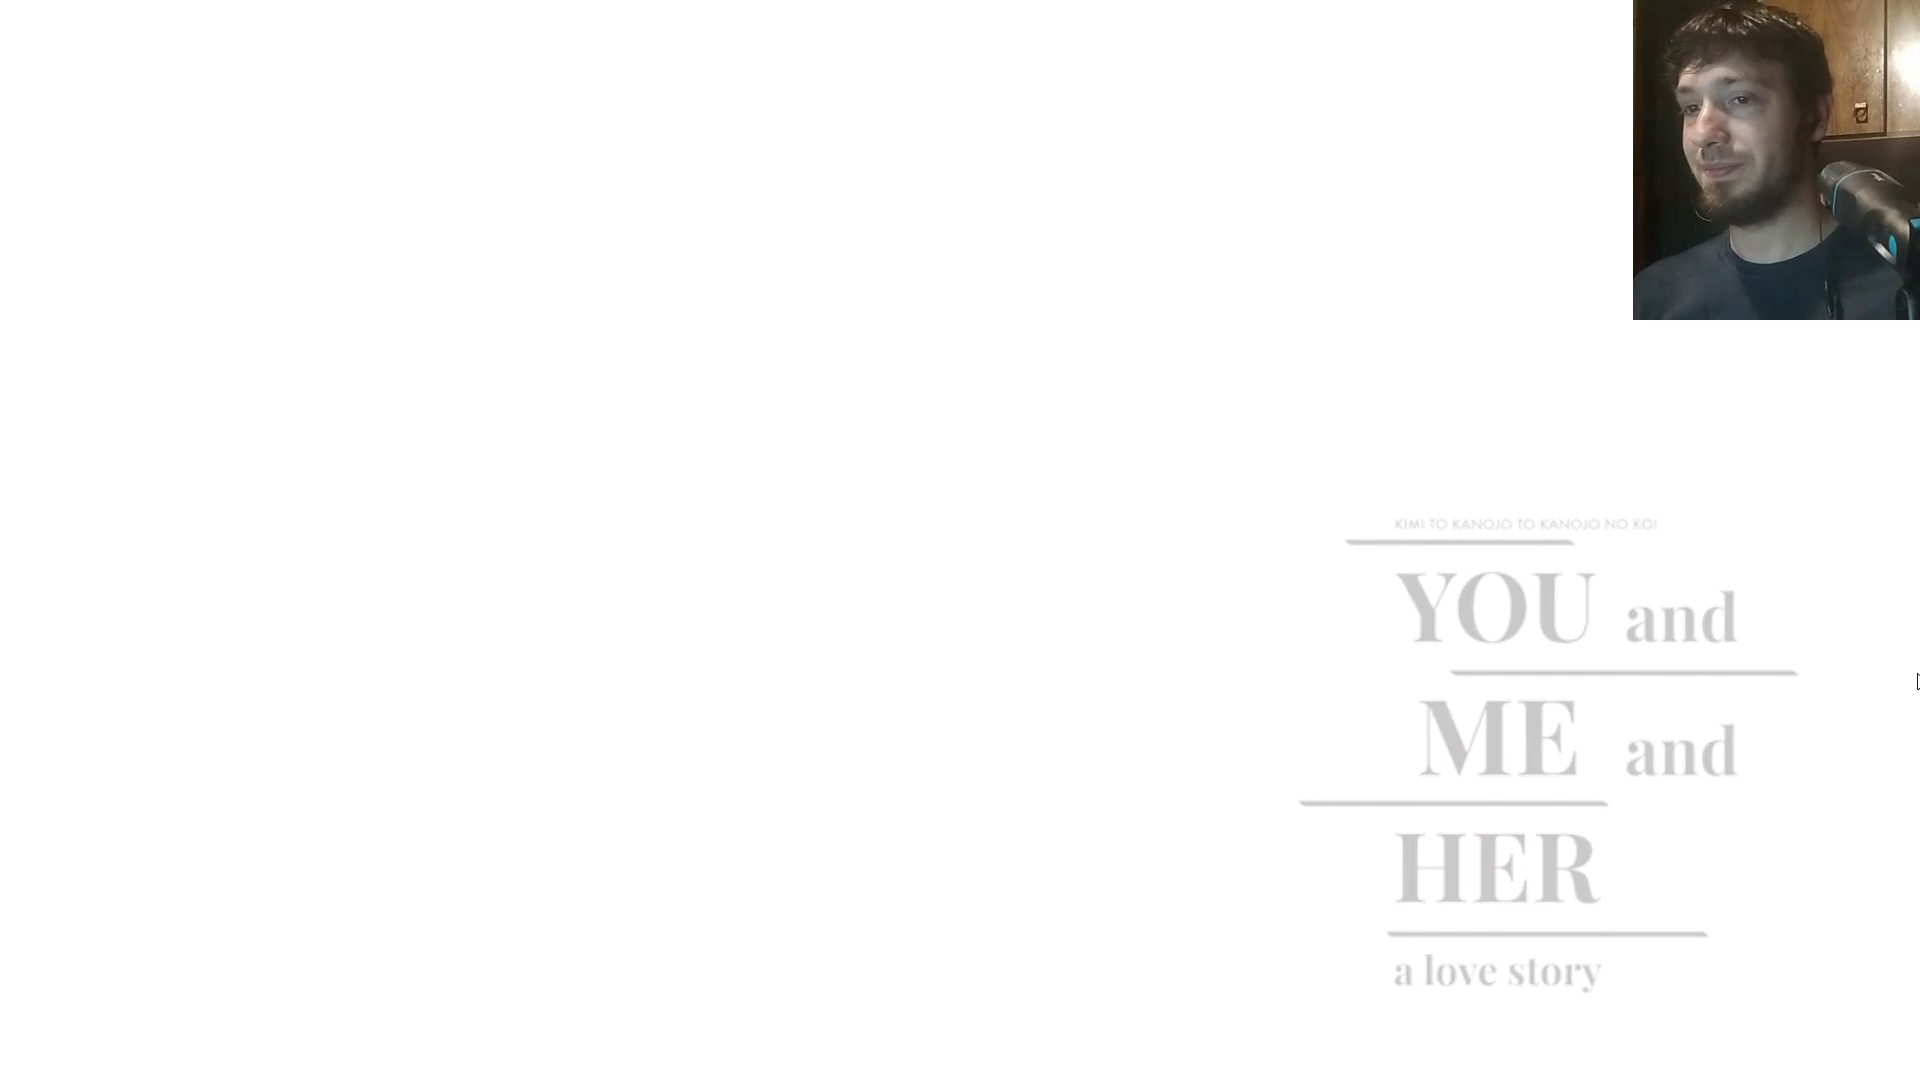 KIMI TO KANOJO TO KANOJO NO KOI
YOU and
ME and
HER
a love story